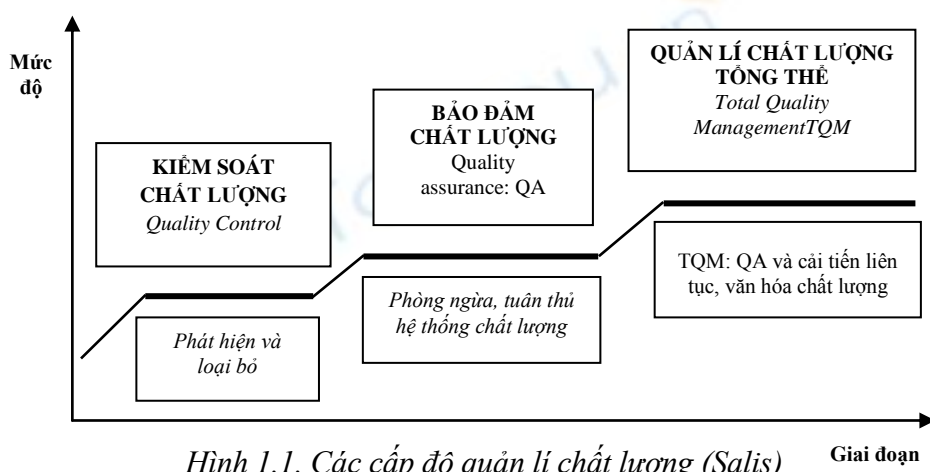 Mức
độ
KIỂM SOÁT
CHẤT LƯỢNG
Quality Control
BẢO ĐẢM
CHẤT LƯỢNG
Quality
assurance: QA
QUẢN LÍ CHẤT LƯỢNG
TỔNG THỂ
Total Quality
ManagementTQM
Phát hiện và
loại bỏ
Phòng ngừa, tuân thủ
hệ thống chất lượng
TQM: QA và cải tiến liên
tục, văn hóa chất lượng
Giai đoạn
Hình 1.1. Các cấp độ quản lí chất lượng (Salis)